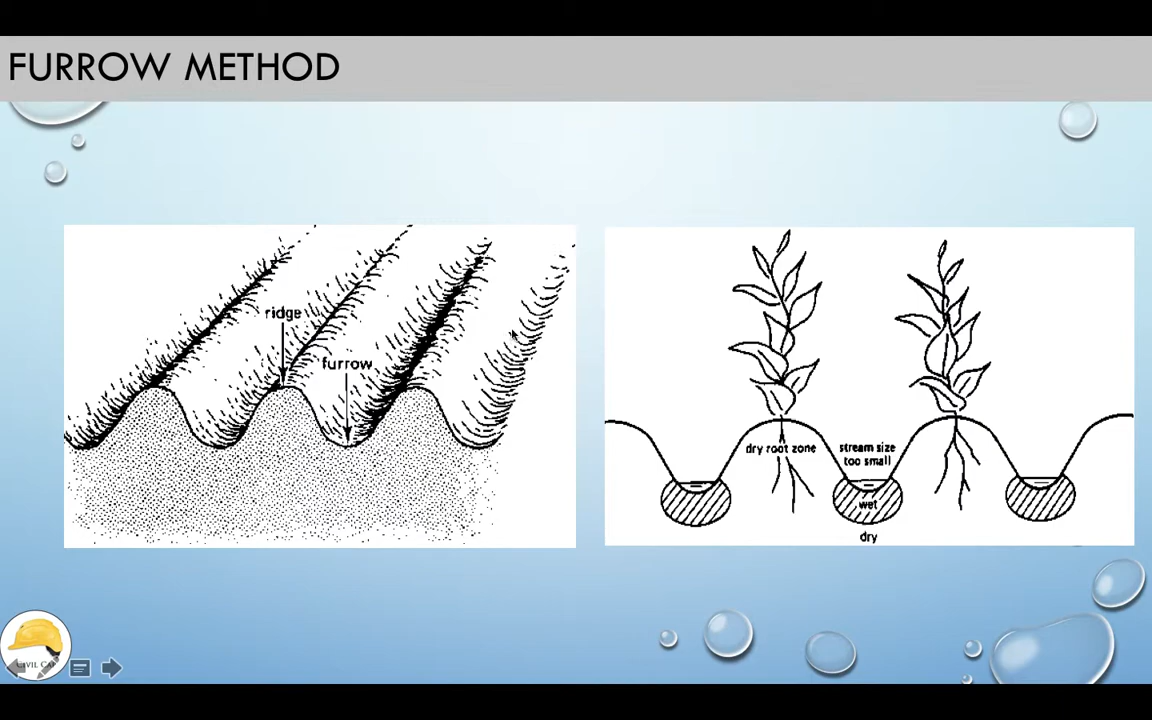 FURROW METHOD
ridge
furrow
dry root zone
stream size
too small
wet
dry